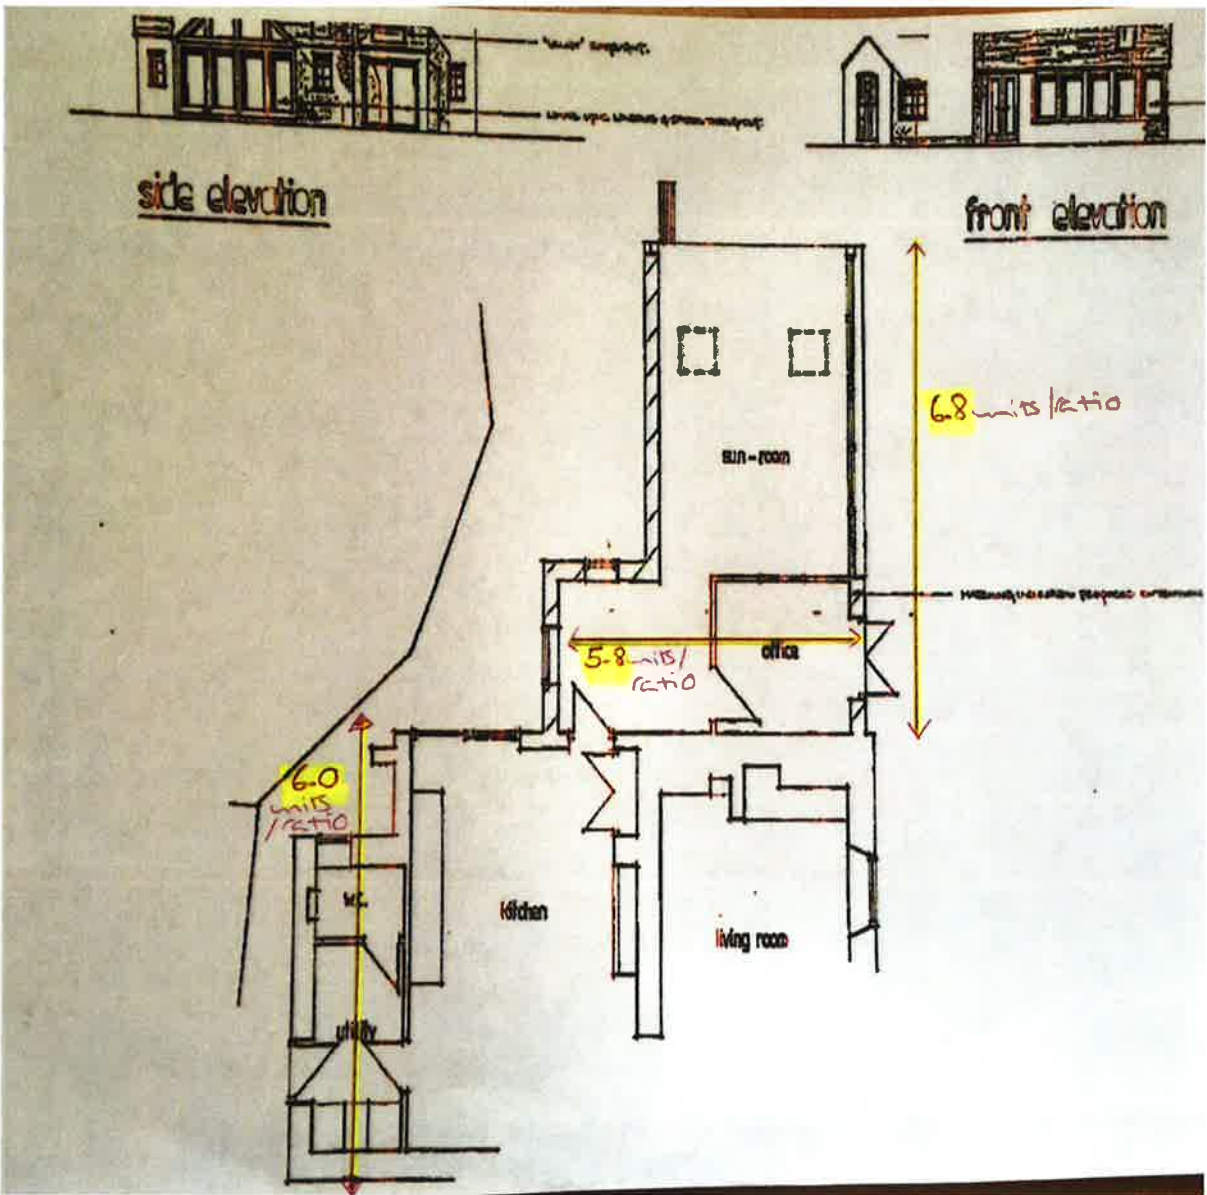 side elevation
front elevation
6.8 units/ratio
sun-room
5.8 units/
ratio
office
6.0
units
/ratio
w.c.
kitchen
living room
utility